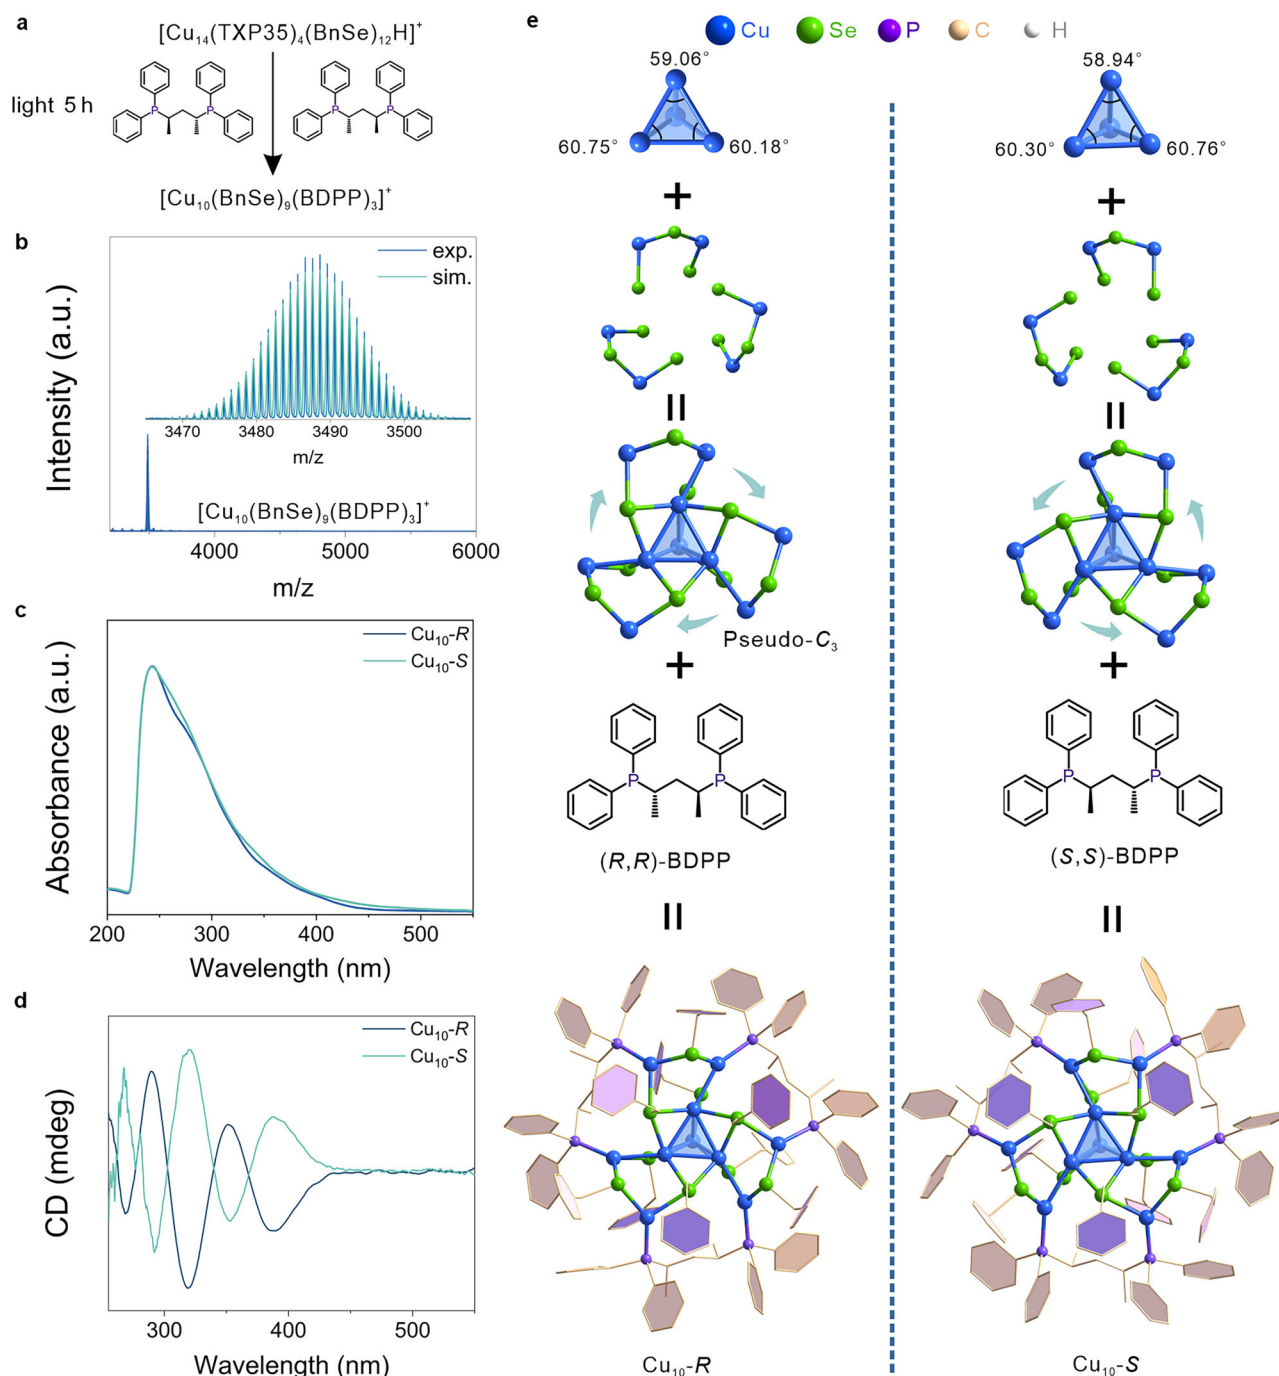 a
[Cu₁₄(TXP35)₄(BnSe)₁₂H]⁺
light 5 h
P P P P
[Cu₁₀(BnSe)₉(BDPP)₃]⁺
b
exp.
sim.
3470 3480 3490 3500
m/z
[Cu₁₀(BnSe)₉(BDPP)₃]⁺
Intensity (a.u.)
4000 5000 6000
m/z
c
Cu₁₀-R
Cu₁₀-S
Absorbance (a.u.)
200 300 400 500
Wavelength (nm)
d
Cu₁₀-R
Cu₁₀-S
CD (mdeg)
300 400 500
Wavelength (nm)
e
Cu Se P C H
59.06°
60.75° 60.18°
+
=
Pseudo-C₃
+
P P
(R,R)-BDPP
=
Cu₁₀-R
58.94°
60.30° 60.76°
+
=
+
P P
(S,S)-BDPP
=
Cu₁₀-S